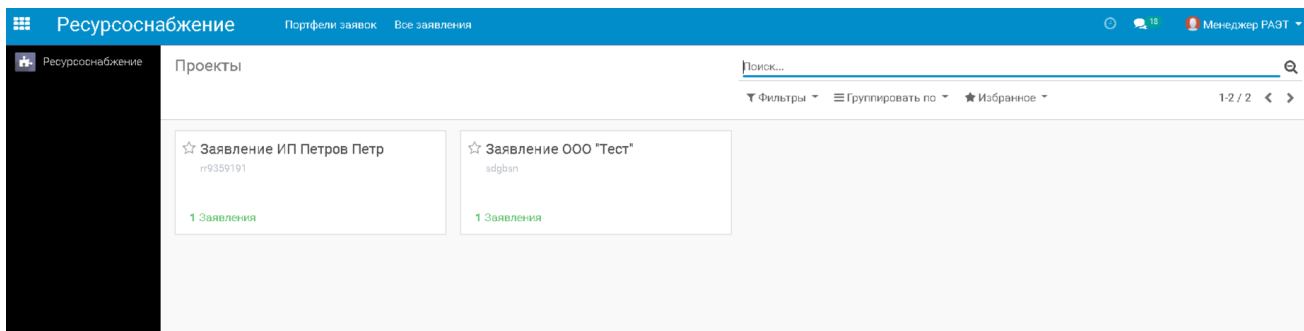 Ресурсоснабжение Портфели заявок Все заявления 18 Менеджер РАЭТ
Ресурсоснабжение
Проекты
Поиск...
Фильтры Группировать по Избранное 1-2 / 2
Заявление ИП Петров Петр
rr9359191
1 Заявления
Заявление ООО "Тест"
sdgbsn
1 Заявления